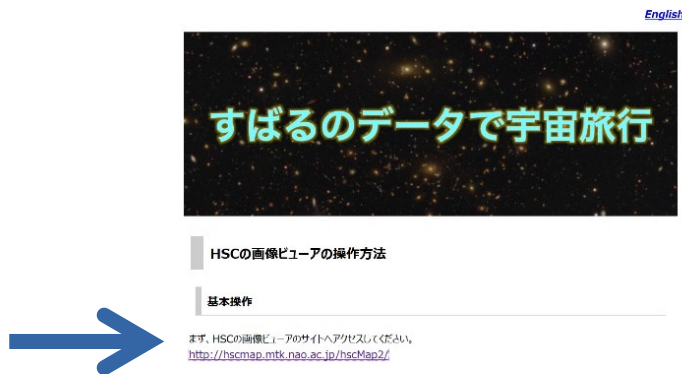 English
すばるのデータで宇宙旅行
HSCの画像ビューアの操作方法
基本操作
まず、HSCの画像ビューアのサイトへアクセスしてください。
http://hscmap.mtk.nao.ac.jp/hscMap2/